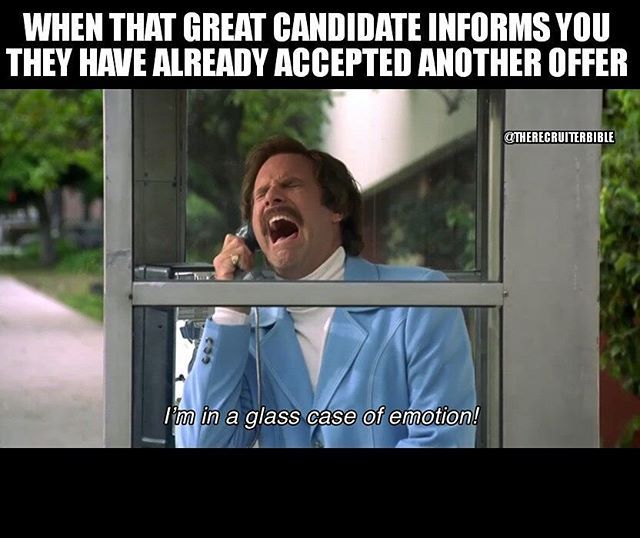 WHEN THAT GREAT CANDIDATE INFORMS YOU
THEY HAVE ALREADY ACCEPTED ANOTHER OFFER
@THERECRUITERBIBLE
I'm in a glass case of emotion!